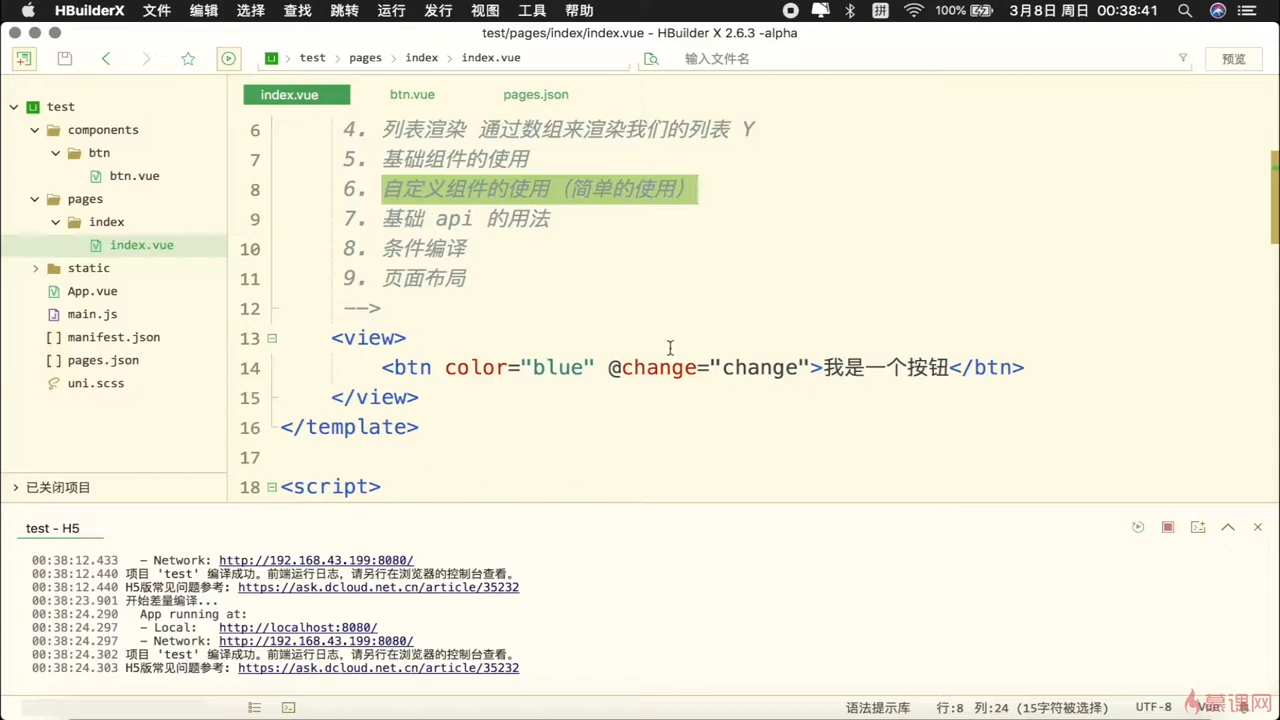 HBuilderX 文件 编辑 选择 查找 跳转 运行 发行 视图 工具 帮助 拼 100% 3月8日 周日 00:38:41
test/pages/index/index.vue - HBuilder X 2.6.3 -alpha
test pages index index.vue 输入文件名 预览
test
components
btn
btn.vue
pages
index
index.vue
static
App.vue
main.js
manifest.json
pages.json
uni.scss
已关闭项目
index.vue btn.vue pages.json
6 4. 列表渲染 通过数组来渲染我们的列表 Y
7 5. 基础组件的使用
8 6. 自定义组件的使用（简单的使用）
9 7. 基础 api 的用法
10 8. 条件编译
11 9. 页面布局
12 -->
13 <view>
14 <btn color="blue" @change="change">我是一个按钮</btn>
15 </view>
16 </template>
17
18 <script>
test - H5
00:38:12.433 - Network: http://192.168.43.199:8080/
00:38:12.440 项目 'test' 编译成功。前端运行日志，请另行在浏览器的控制台查看。
00:38:12.440 H5版常见问题参考: https://ask.dcloud.net.cn/article/35232
00:38:23.901 开始差量编译...
00:38:24.290 App running at:
00:38:24.297 - Local: http://localhost:8080/
00:38:24.297 - Network: http://192.168.43.199:8080/
00:38:24.302 项目 'test' 编译成功。前端运行日志，请另行在浏览器的控制台查看。
00:38:24.303 H5版常见问题参考: https://ask.dcloud.net.cn/article/35232
语法提示库 行:8 列:24 (15字符被选择) UTF-8 Vue
慕课网